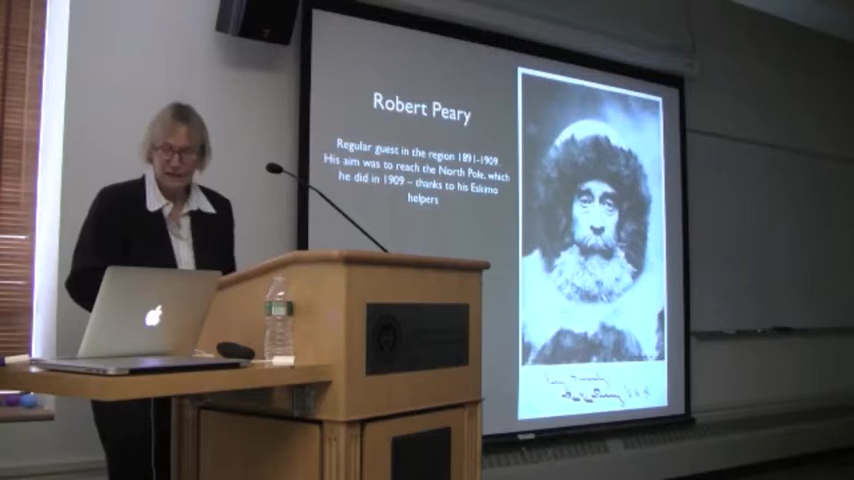 Robert Peary
Regular guest in the region 1891-1909
His aim was to reach the North Pole, which
he did in 1909 – thanks to his Eskimo
helpers